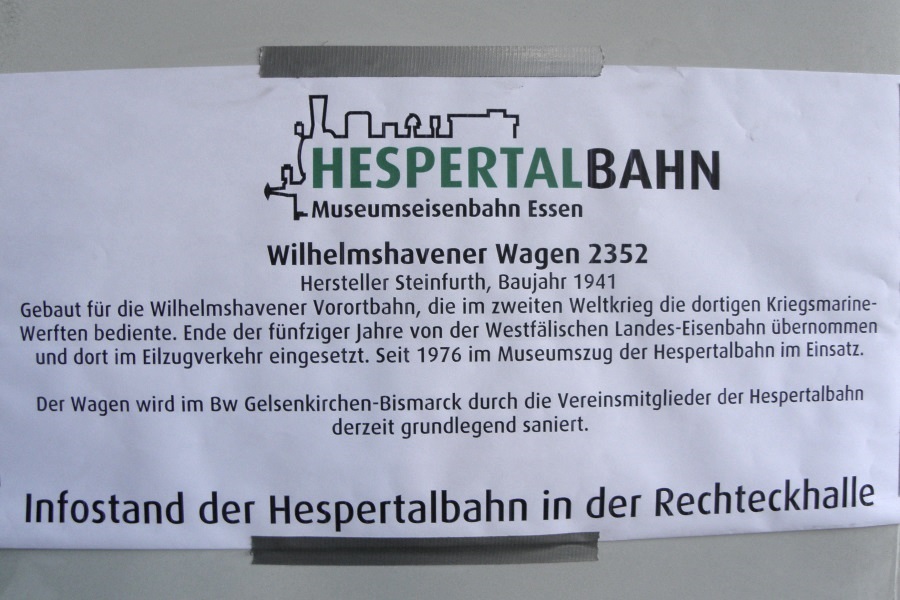 HESPERTALBAHN
Museumseisenbahn Essen
Wilhelmshavener Wagen 2352
Hersteller Steinfurth, Baujahr 1941
Gebaut für die Wilhelmshavener Vorortbahn, die im zweiten Weltkrieg die dortigen Kriegsmarine-
Werften bediente. Ende der fünfziger Jahre von der Westfälischen Landes-Eisenbahn übernommen
und dort im Eilzugverkehr eingesetzt. Seit 1976 im Museumszug der Hespertalbahn im Einsatz.
Der Wagen wird im Bw Gelsenkirchen-Bismarck durch die Vereinsmitglieder der Hespertalbahn
derzeit grundlegend saniert.
Infostand der Hespertalbahn in der Rechteckhalle